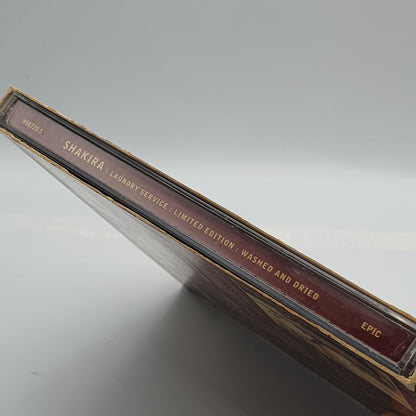 SHAKIRA : LAUNDRY SERVICE : LIMITED EDITION : WASHED AND DRIED
EPIC